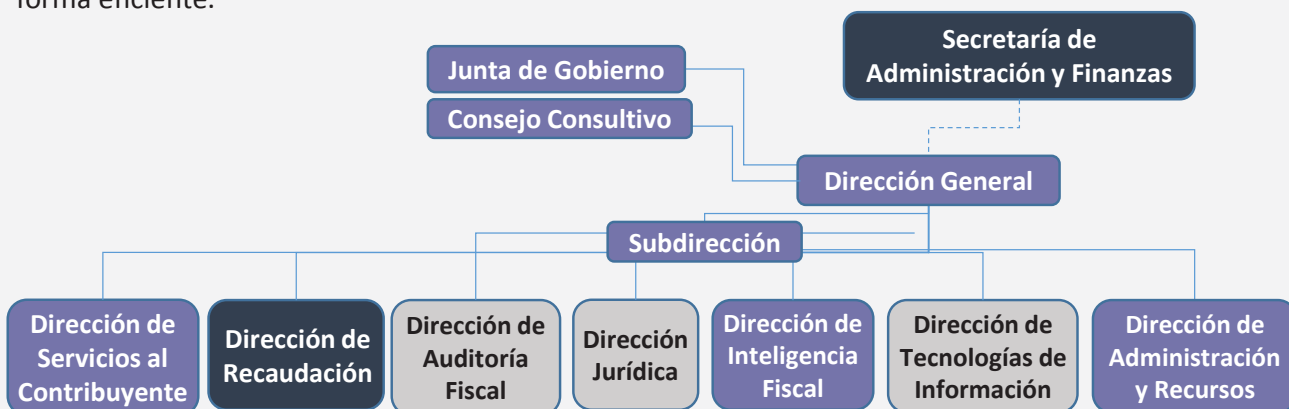 forma eficiente.
Secretaría de
Administración y Finanzas
Junta de Gobierno
Consejo Consultivo
Dirección General
Subdirección
Dirección de
Servicios al
Contribuyente
Dirección de
Recaudación
Dirección de
Auditoría
Fiscal
Dirección
Jurídica
Dirección de
Inteligencia
Fiscal
Dirección de
Tecnologías de
Información
Dirección de
Administración
y Recursos